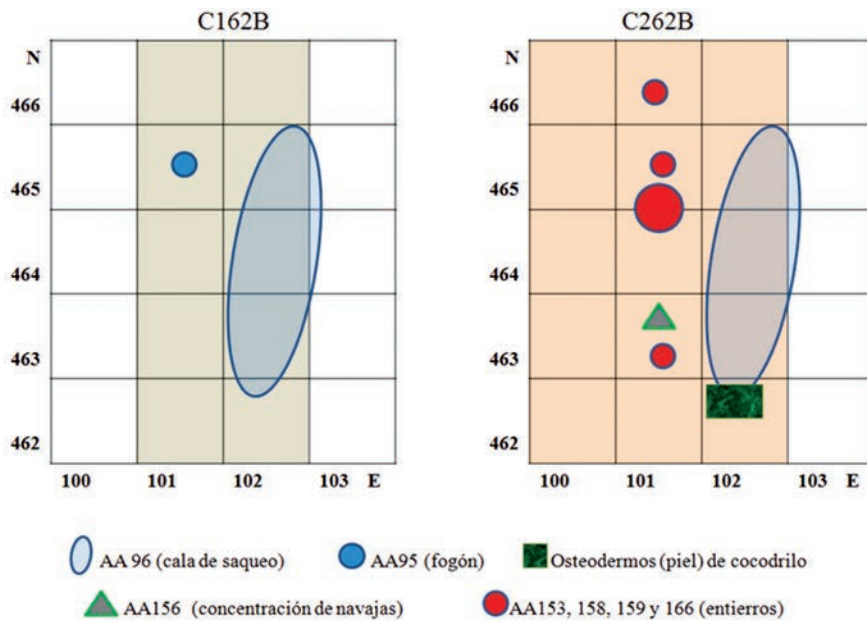 C162B
C262B
N
466
465
464
463
462
100 101 102 103 E
N
466
465
464
463
462
100 101 102 103 E
AA 96 (cala de saqueo)
AA95 (fogón)
Osteodermos (piel) de cocodrilo
AA156 (concentración de navajas)
AA153, 158, 159 y 166 (entierros)